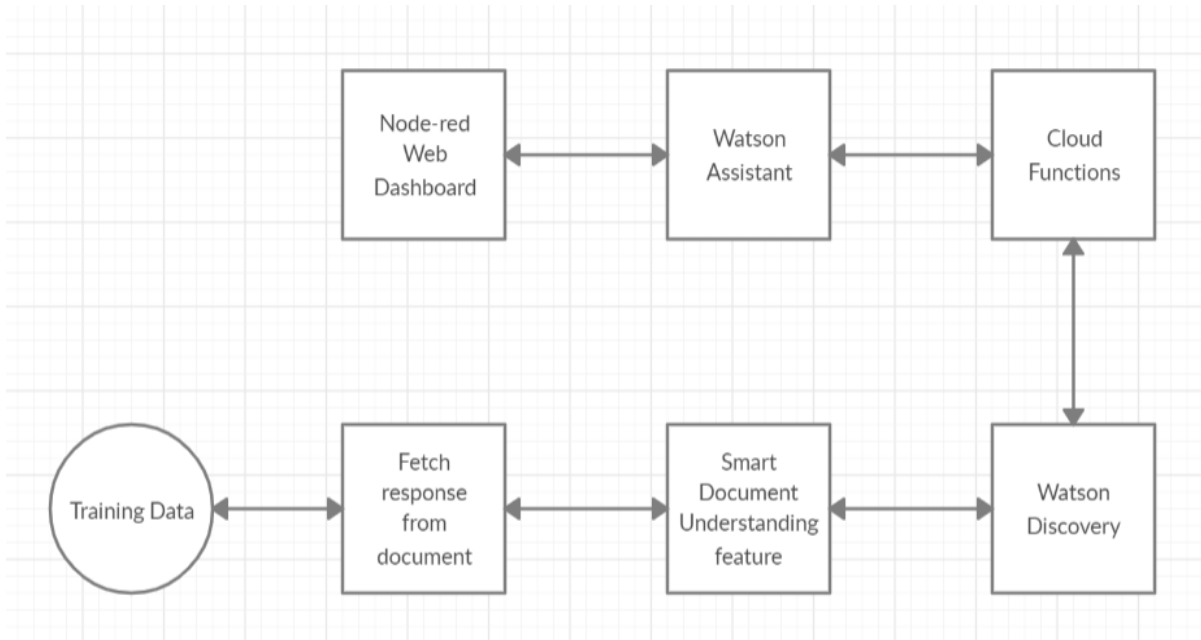 Node-red
Web
Dashboard
Watson
Assistant
Cloud
Functions
Training Data
Fetch
response
from
document
Smart
Document
Understanding
feature
Watson
Discovery